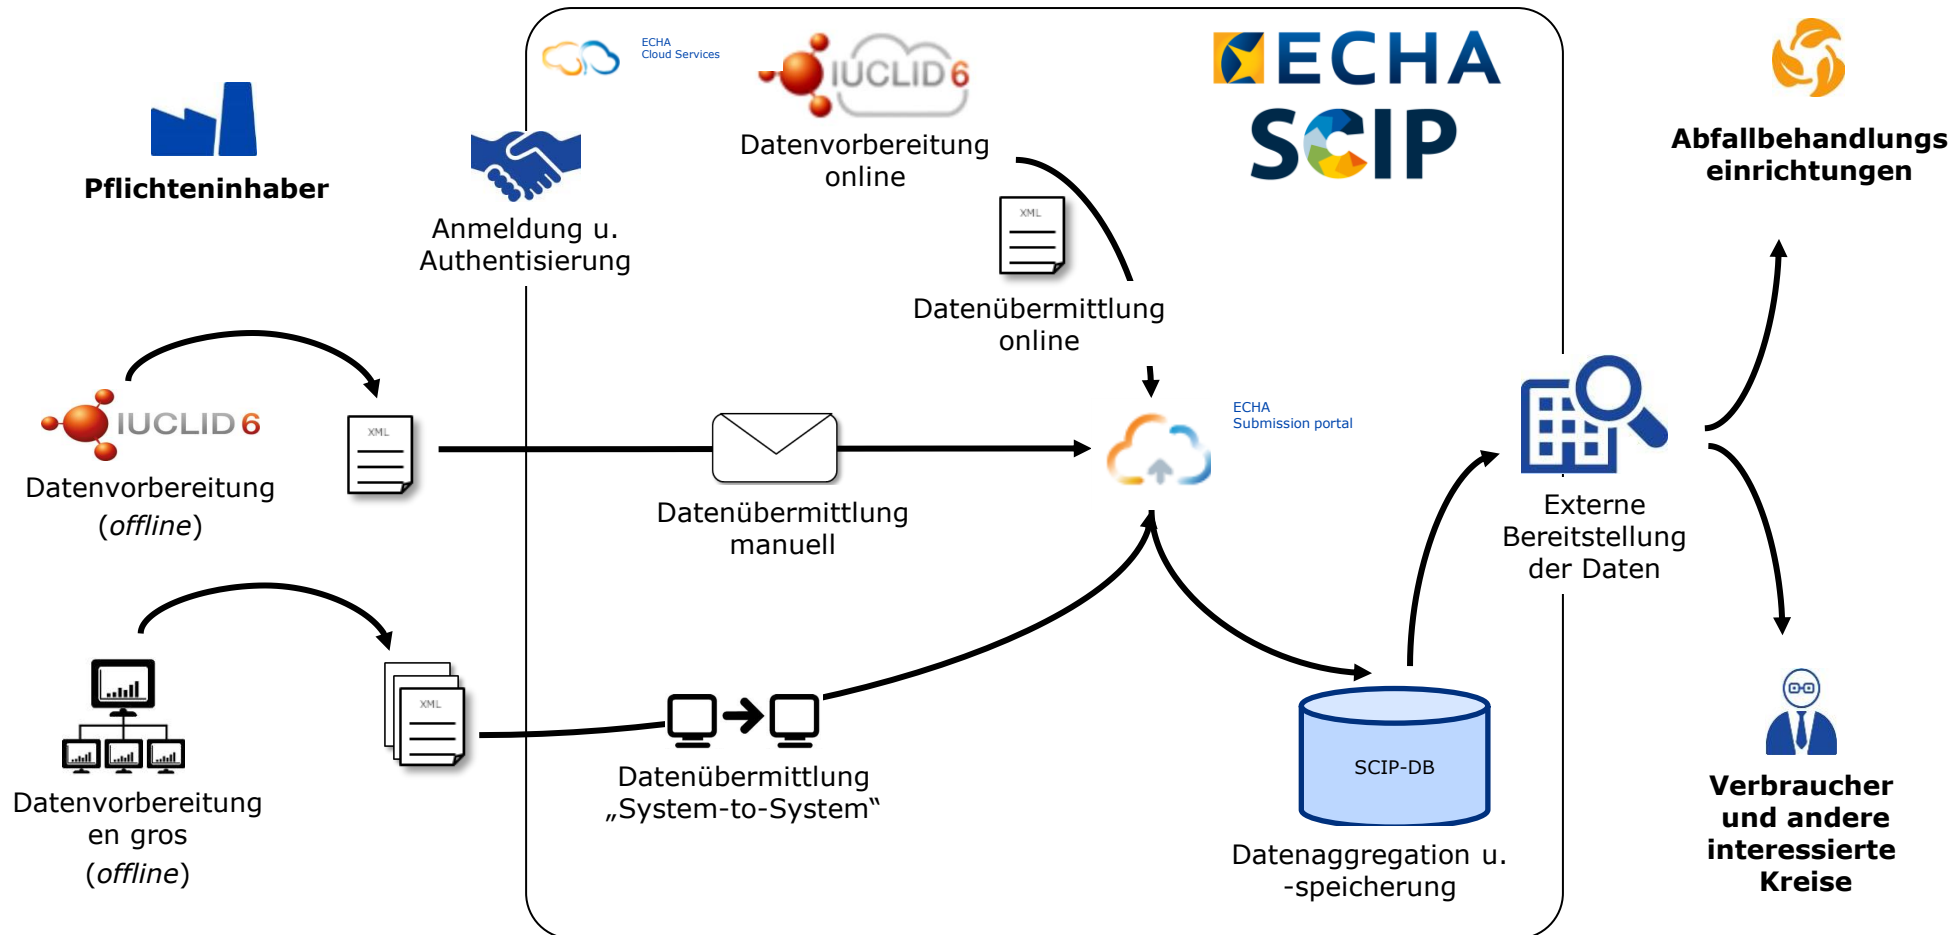 ECHA
Cloud Services
IUCLID 6
Datenvorbereitung
online
ECHA
SCIP
Pflichteninhaber
Anmeldung u.
Authentisierung
XML
Datenübermittlung
online
Abfallbehandlungs
einrichtungen
IUCLID 6
Datenvorbereitung
(offline)
XML
Datenübermittlung
manuell
ECHA
Submission portal
Externe
Bereitstellung
der Daten
Datenvorbereitung
en gros
(offline)
XML
Datenübermittlung
„System-to-System“
SCIP-DB
Datenaggregation u.
-speicherung
Verbraucher
und andere
interessierte
Kreise